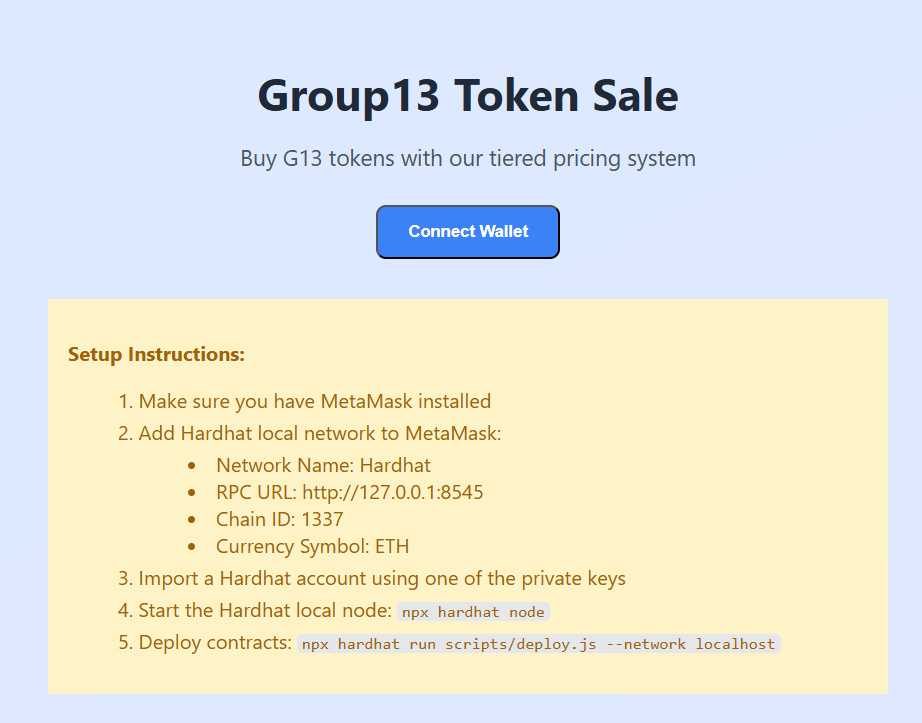 Group13 Token Sale
Buy G13 tokens with our tiered pricing system
Connect Wallet
Setup Instructions:
1. Make sure you have MetaMask installed
2. Add Hardhat local network to MetaMask:
• Network Name: Hardhat
• RPC URL: http://127.0.0.1:8545
• Chain ID: 1337
• Currency Symbol: ETH
3. Import a Hardhat account using one of the private keys
4. Start the Hardhat local node: npx hardhat node
5. Deploy contracts: npx hardhat run scripts/deploy.js --network localhost